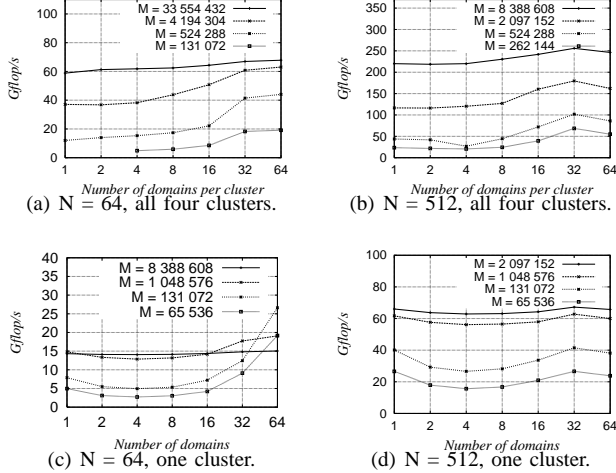 M = 33 554 432
M = 4 194 304
M = 524 288
M = 131 072
Gflop/s
100
80
60
40
20
0
1 2 4 8 16 32 64
Number of domains per cluster
(a) N = 64, all four clusters.
M = 8 388 608
M = 2 097 152
M = 524 288
M = 262 144
Gflop/s
350
300
250
200
150
100
50
0
1 2 4 8 16 32 64
Number of domains per cluster
(b) N = 512, all four clusters.
M = 8 388 608
M = 1 048 576
M = 131 072
M = 65 536
Gflop/s
40
35
30
25
20
15
10
5
0
1 2 4 8 16 32 64
Number of domains
(c) N = 64, one cluster.
M = 2 097 152
M = 1 048 576
M = 131 072
M = 65 536
Gflop/s
100
80
60
40
20
0
1 2 4 8 16 32 64
Number of domains
(d) N = 512, one cluster.